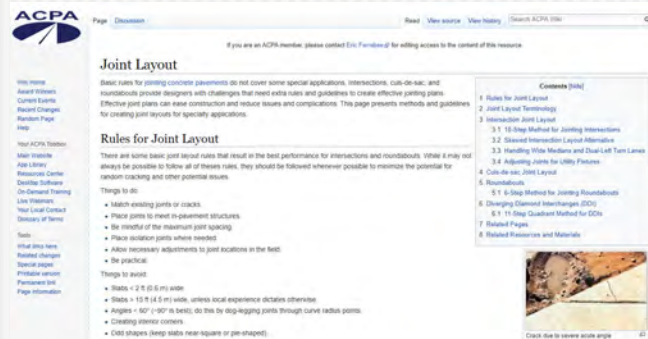 ACPA
Page Discussion
Read View source View history Search ACPA Wiki
If you are an ACPA member, please contact Eric Ferrebee for editing access to the content of this resource.
Joint Layout
Basic rules for jointing concrete pavements do not cover some special applications. Intersections, cuts-de-sac, and
roundabouts provide designers with challenges that need extra rules and guidelines to create effective jointing plans.
Effective joint plans can ease construction and reduce issues and complications. This page presents methods and guidelines
for creating joint layouts for specialty applications.
Rules for Joint Layout
There are some basic joint layout rules that result in the best performance for intersections and roundabouts. While it may not
always be possible to follow all of theses rules, they should be followed whenever possible to minimize the potential for
random cracking and other potential issues.
Things to do:
Match existing joints or cracks.
Place joints to meet in-pavement structures.
Be mindful of the maximum joint spacing.
Place isolation joints where needed.
Allow necessary adjustments to joint locations in the field.
Be practical.
Things to avoid:
Slabs < 2 ft (0.6 m) wide.
Slabs > 15 ft (4.5 m) wide, unless local experience dictates otherwise.
Angles < 60° (~90° is best); do this by dog-legging joints through curve radius points.
Creating interior corners.
Odd shapes (keep slabs near-square or pie-shaped).
Contents [hide]
1 Rules for Joint Layout
2 Joint Layout Terminology
3 Intersection Joint Layout
3.1 10-Step Method for Jointing Intersections
3.2 Skewed Intersection Layout Alternative
3.3 Handling Wide Medians and Dual-Left Turn Lanes
3.4 Adjusting Joints for Utility Fixtures
4 Culs-de-sac Joint Layout
5 Roundabouts
5.1 6-Step Method for Jointing Roundabouts
6 Diverging Diamond Interchanges (DDIs)
6.1 11-Step Quadrant Method for DDIs
7 Related Pages
8 Related Resources and Materials
Crack due to severe acute angle
Wiki Home
Award Winners
Current Events
Recent Changes
Random Page
Help
Your ACPA Toolbox
Main Website
App Library
Resources Center
Desktop Software
On-Demand Training
Live Webinars
Your Local Contact
Glossary of Terms
Tools
What links here
Related changes
Special pages
Printable version
Permanent link
Page information